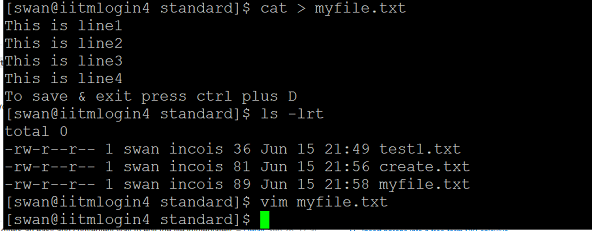 [swan@iitmlogin4 standard]$ cat > myfile.txt
This is line1
This is line2
This is line3
This is line4
To save & exit press ctrl plus D
[swan@iitmlogin4 standard]$ ls -lrt
total 0
-rw-r--r-- 1 swan incois 36 Jun 15 21:49 test1.txt
-rw-r--r-- 1 swan incois 81 Jun 15 21:56 create.txt
-rw-r--r-- 1 swan incois 89 Jun 15 21:58 myfile.txt
[swan@iitmlogin4 standard]$ vim myfile.txt
[swan@iitmlogin4 standard]$